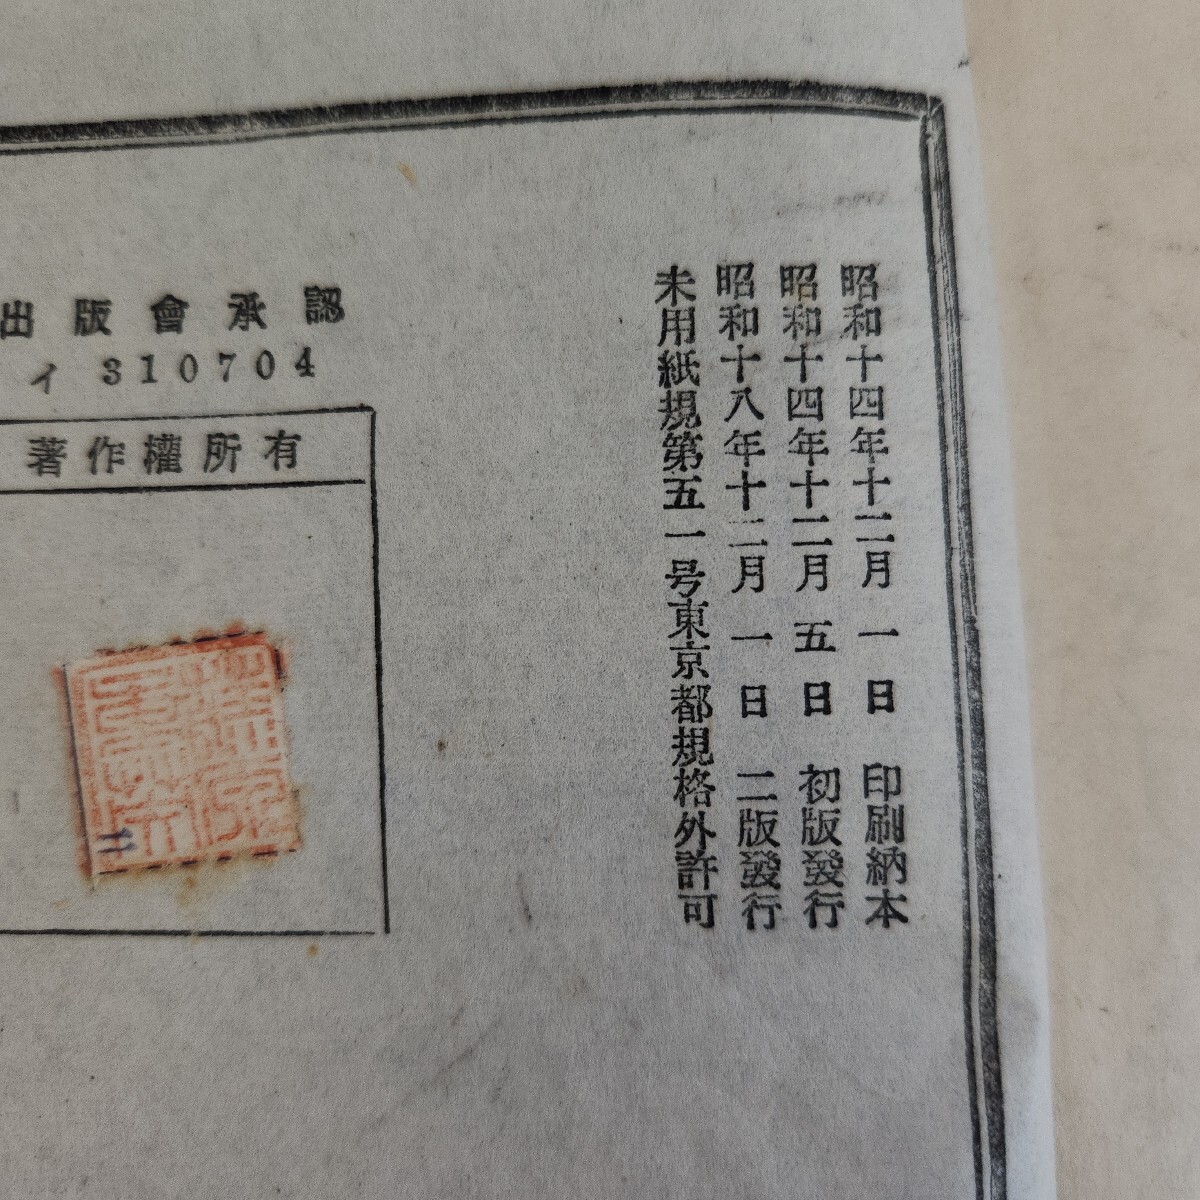 昭和十四年十二月一日印刷納本
昭和十四年十二月五日初版發行
昭和十八年十二月一日二版發行
未用紙規第五一号東京都規格外許可
出版會承認
イ310704
著作權所有